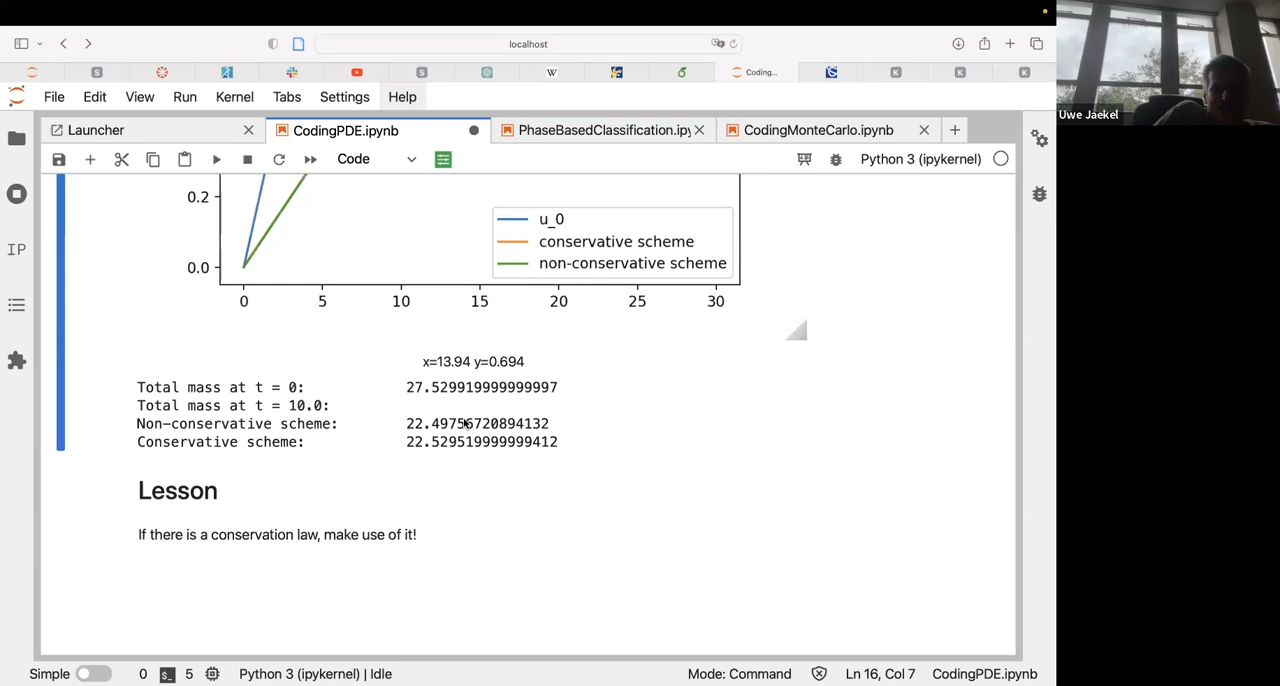 localhost
S
S
W
S
Coding...
K
K
K
File Edit View Run Kernel Tabs Settings Help
Uwe Jaekel
Launcher
CodingPDE.ipynb
PhaseBasedClassification.ipy
CodingMonteCarlo.ipynb
Code
Python 3 (ipykernel)
IP
0.2
0.0
u_0
conservative scheme
non-conservative scheme
0 5 10 15 20 25 30
x=13.94 y=0.694
Total mass at t = 0: 27.529919999999997
Total mass at t = 10.0:
Non-conservative scheme: 22.49756720894132
Conservative scheme: 22.529519999999412
Lesson
If there is a conservation law, make use of it!
Simple 0 $_ 5 Python 3 (ipykernel) | Idle Mode: Command Ln 16, Col 7 CodingPDE.ipynb